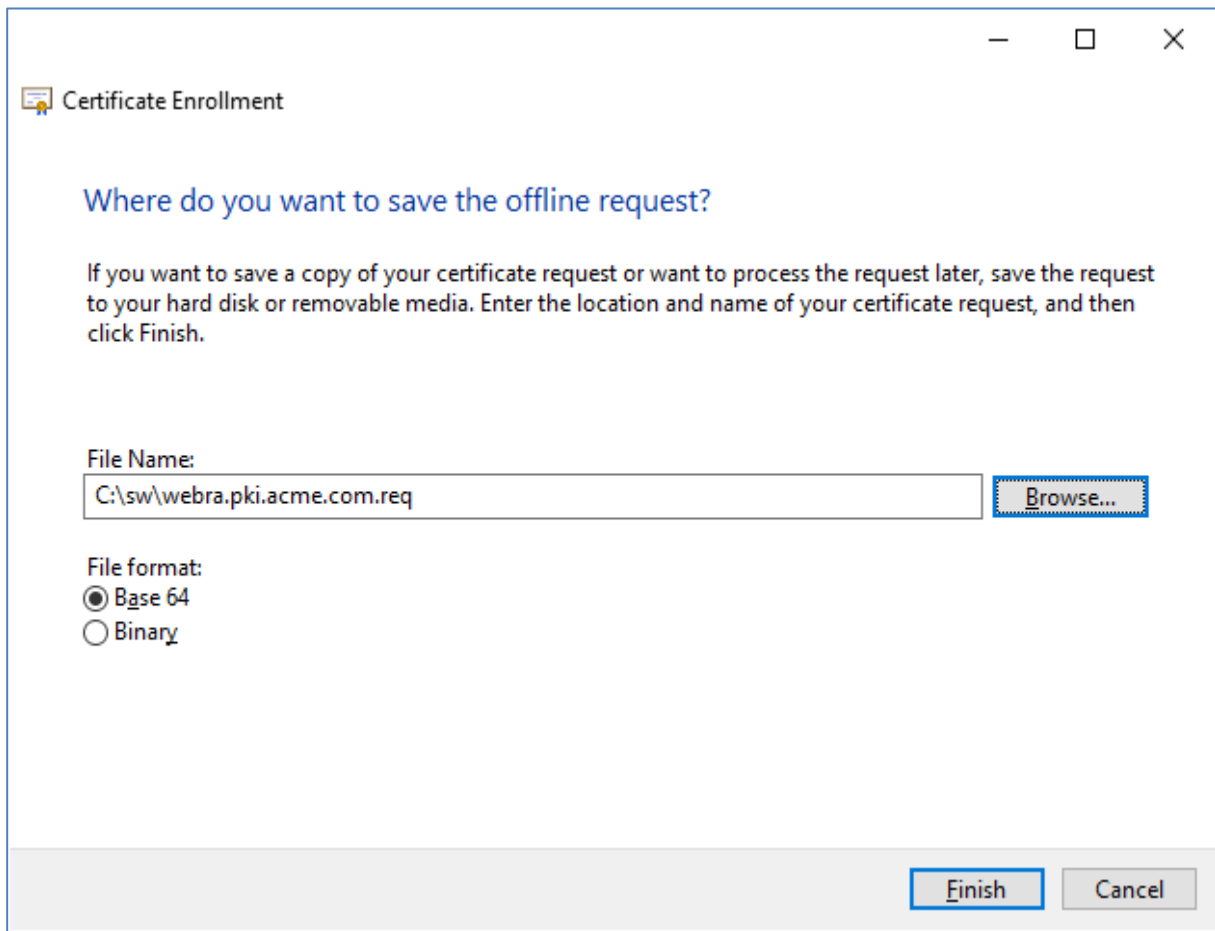 Certificate Enrollment
Where do you want to save the offline request?
If you want to save a copy of your certificate request or want to process the request later, save the request
to your hard disk or removable media. Enter the location and name of your certificate request, and then
click Finish.
File Name:
C:\sw\webra.pki.acme.com.req
Browse...
File format:
Base 64
Binary
Finish
Cancel